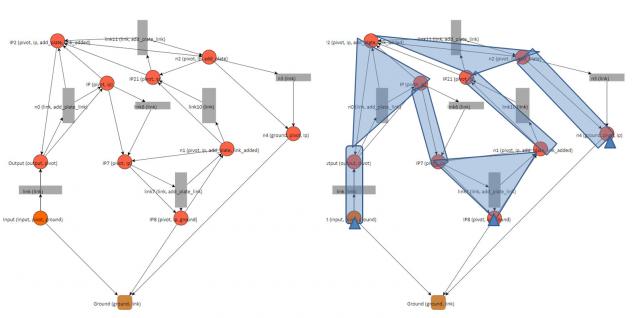 link11 (link, add_plate_link)
IP2 (pivot, ip, add_plate_link_added)
n2 (pivot, ip, add_plate)
IP (pivot, ip)
IP21 (pivot, ip)
n3 (link)
n0 (link, add_plate_link)
link6 (link)
link10 (link)
n4 (ground, pivot, ip)
n1 (pivot, ip, add_plate_link_added)
Output (output, pivot)
IP7 (pivot, ip)
link (link)
link7 (link, add_plate_link)
Input (input, pivot, ground)
IP8 (pivot, ip, ground)
Ground (ground, link)
link11 (link, add_plate_link)
P2 (pivot, ip, add_plate_link_added)
n2 (pivot, ip, add_plate)
IP (pivot, ip)
IP21 (pivot, ip)
n3 (link)
n0 (link, add_plate_link)
link6 (link)
link10 (link)
n4 (ground, pivot, ip)
n1 (pivot, ip, add_plate_link_added)
(output, pivot)
IP7 (pivot, ip)
link (link)
link7 (link, add_plate_link)
(input, pivot, ground)
IP8 (pivot, ip, ground)
Ground (ground, link)